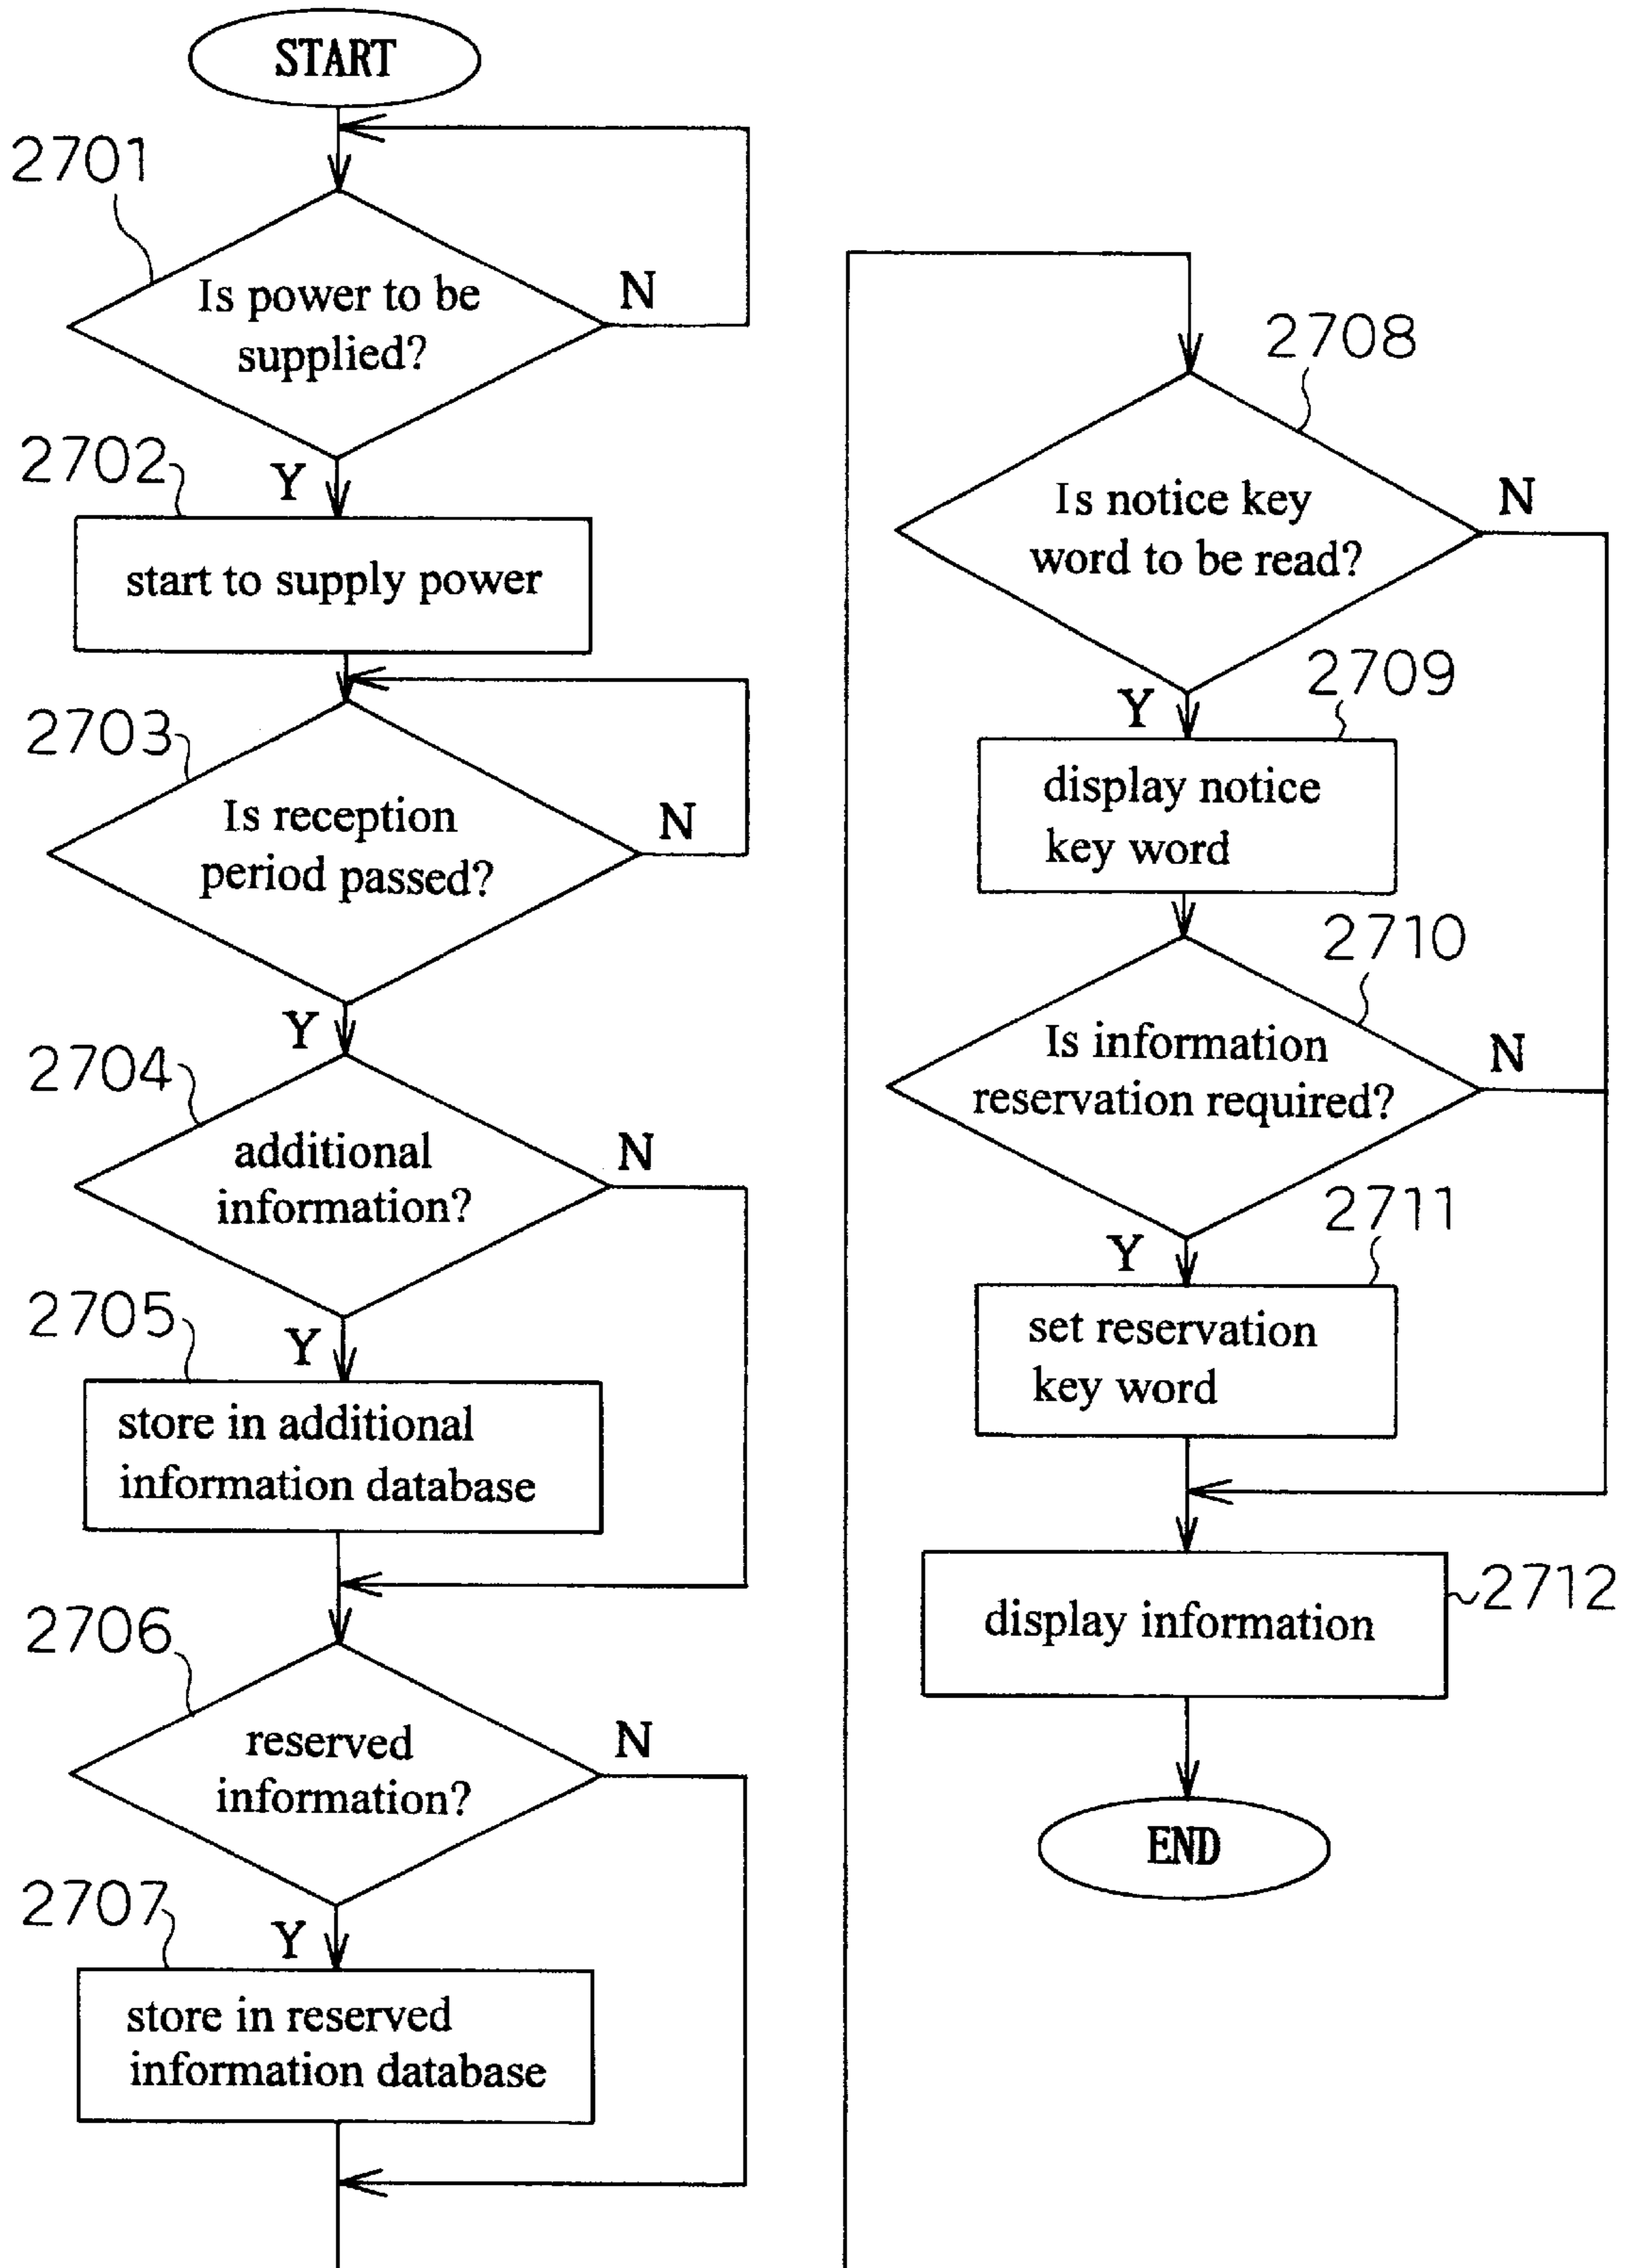 START
2701
Is power to be
supplied?
N
Y
2702
start to supply power
2703
Is reception
period passed?
N
Y
2704
additional
information?
N
Y
2705
store in additional
information database
2706
reserved
information?
N
Y
2707
store in reserved
information database
2708
Is notice key
word to be read?
N
Y
2709
display notice
key word
2710
Is information
reservation required?
N
Y
2711
set reservation
key word
2712
display information
END